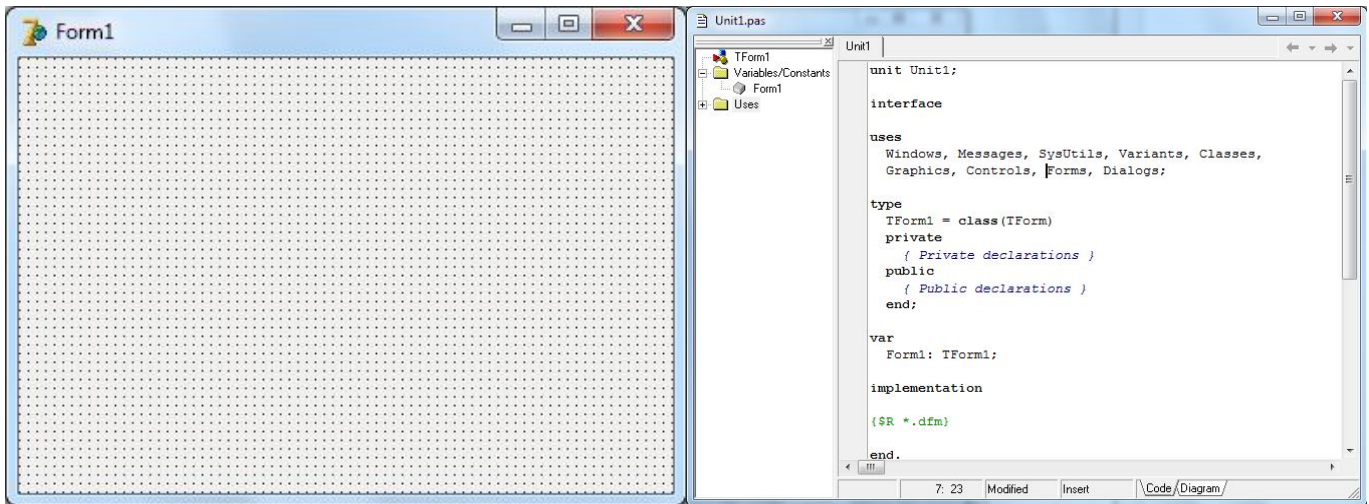 Form1
Unit1.pas
TForm1
Variables/Constants
Form1
Uses
Unit1
unit Unit1;
interface
uses
Windows, Messages, SysUtils, Variants, Classes,
Graphics, Controls, Forms, Dialogs;
type
TForm1 = class(TForm)
private
{ Private declarations }
public
{ Public declarations }
end;
var
Form1: TForm1;
implementation
{$R *.dfm}
end.
7: 23 Modified Insert Code Diagram